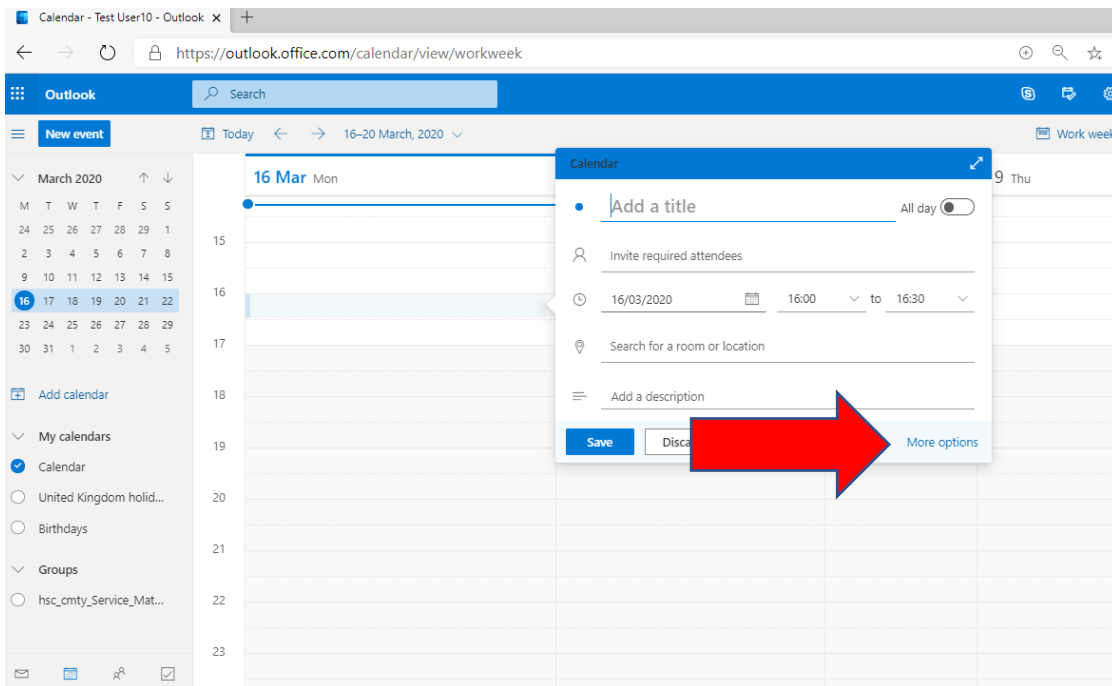 Calendar - Test User10 - Outlook
https://outlook.office.com/calendar/view/workweek
Outlook
Search
New event
Today
16–20 March, 2020
Work week
March 2020
M T W T F S S
24 25 26 27 28 29 1
2 3 4 5 6 7 8
9 10 11 12 13 14 15
16 17 18 19 20 21 22
23 24 25 26 27 28 29
30 31 1 2 3 4 5
Add calendar
My calendars
Calendar
United Kingdom holid...
Birthdays
Groups
hsc_cmty_Service_Mat...
16 Mar Mon
9 Thu
15
16
17
18
19
20
21
22
23
Calendar
Add a title
All day
Invite required attendees
16/03/2020 16:00 to 16:30
Search for a room or location
Add a description
Save
Disca
More options